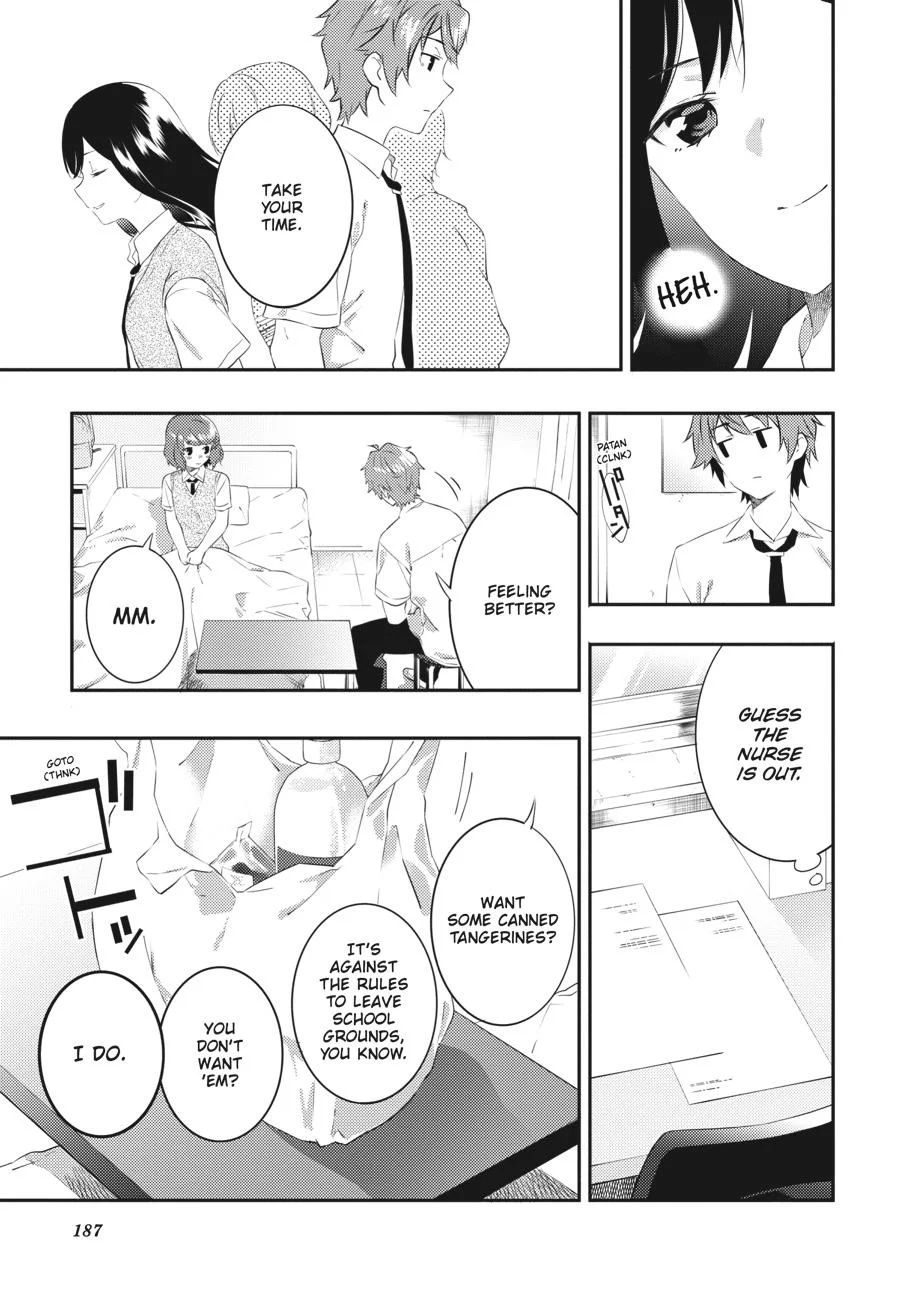 HEH.
TAKE
YOUR
TIME.
PATAN
(CLNK)
パタン
FEELING
BETTER?
MM.
GUESS
THE
NURSE
IS OUT.
WANT
SOME CANNED
TANGERINES?
IT'S
AGAINST
THE RULES
TO LEAVE
SCHOOL
GROUNDS,
YOU KNOW.
YOU
DON'T
WANT
'EM?
I DO.
GOTO
(THNK)
ゴト
187